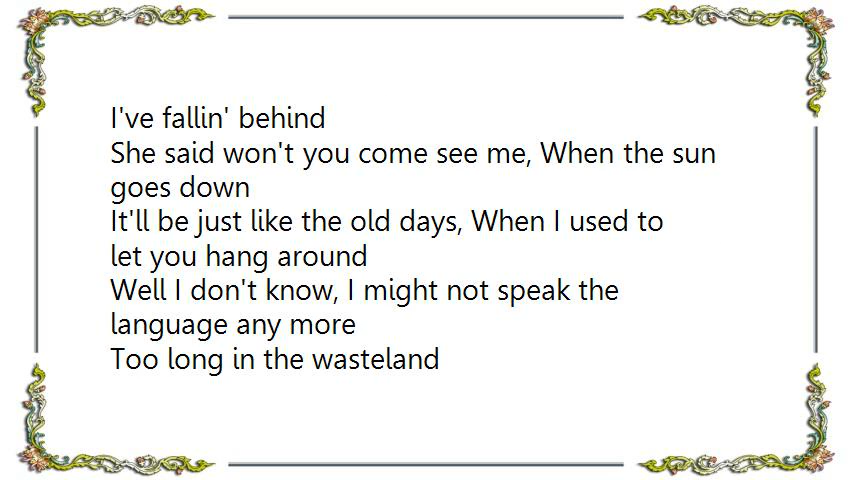 I've fallin' behind
She said won't you come see me, When the sun
goes down
It'll be just like the old days, When I used to
let you hang around
Well I don't know, I might not speak the
language any more
Too long in the wasteland